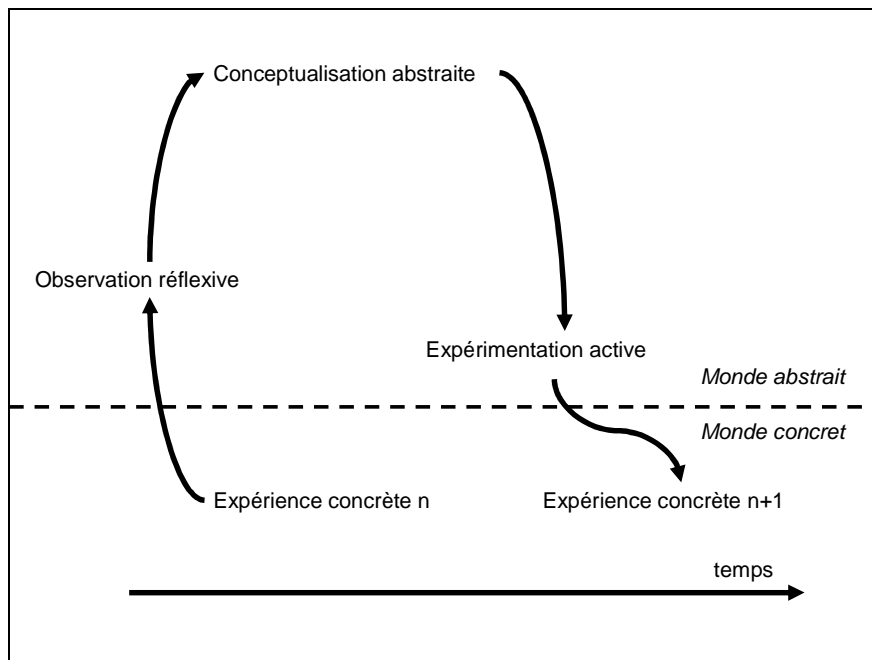 Conceptualisation abstraite
Observation réflexive
Expérimentation active
Monde abstrait
Monde concret
Expérience concrète n
Expérience concrète n+1
temps